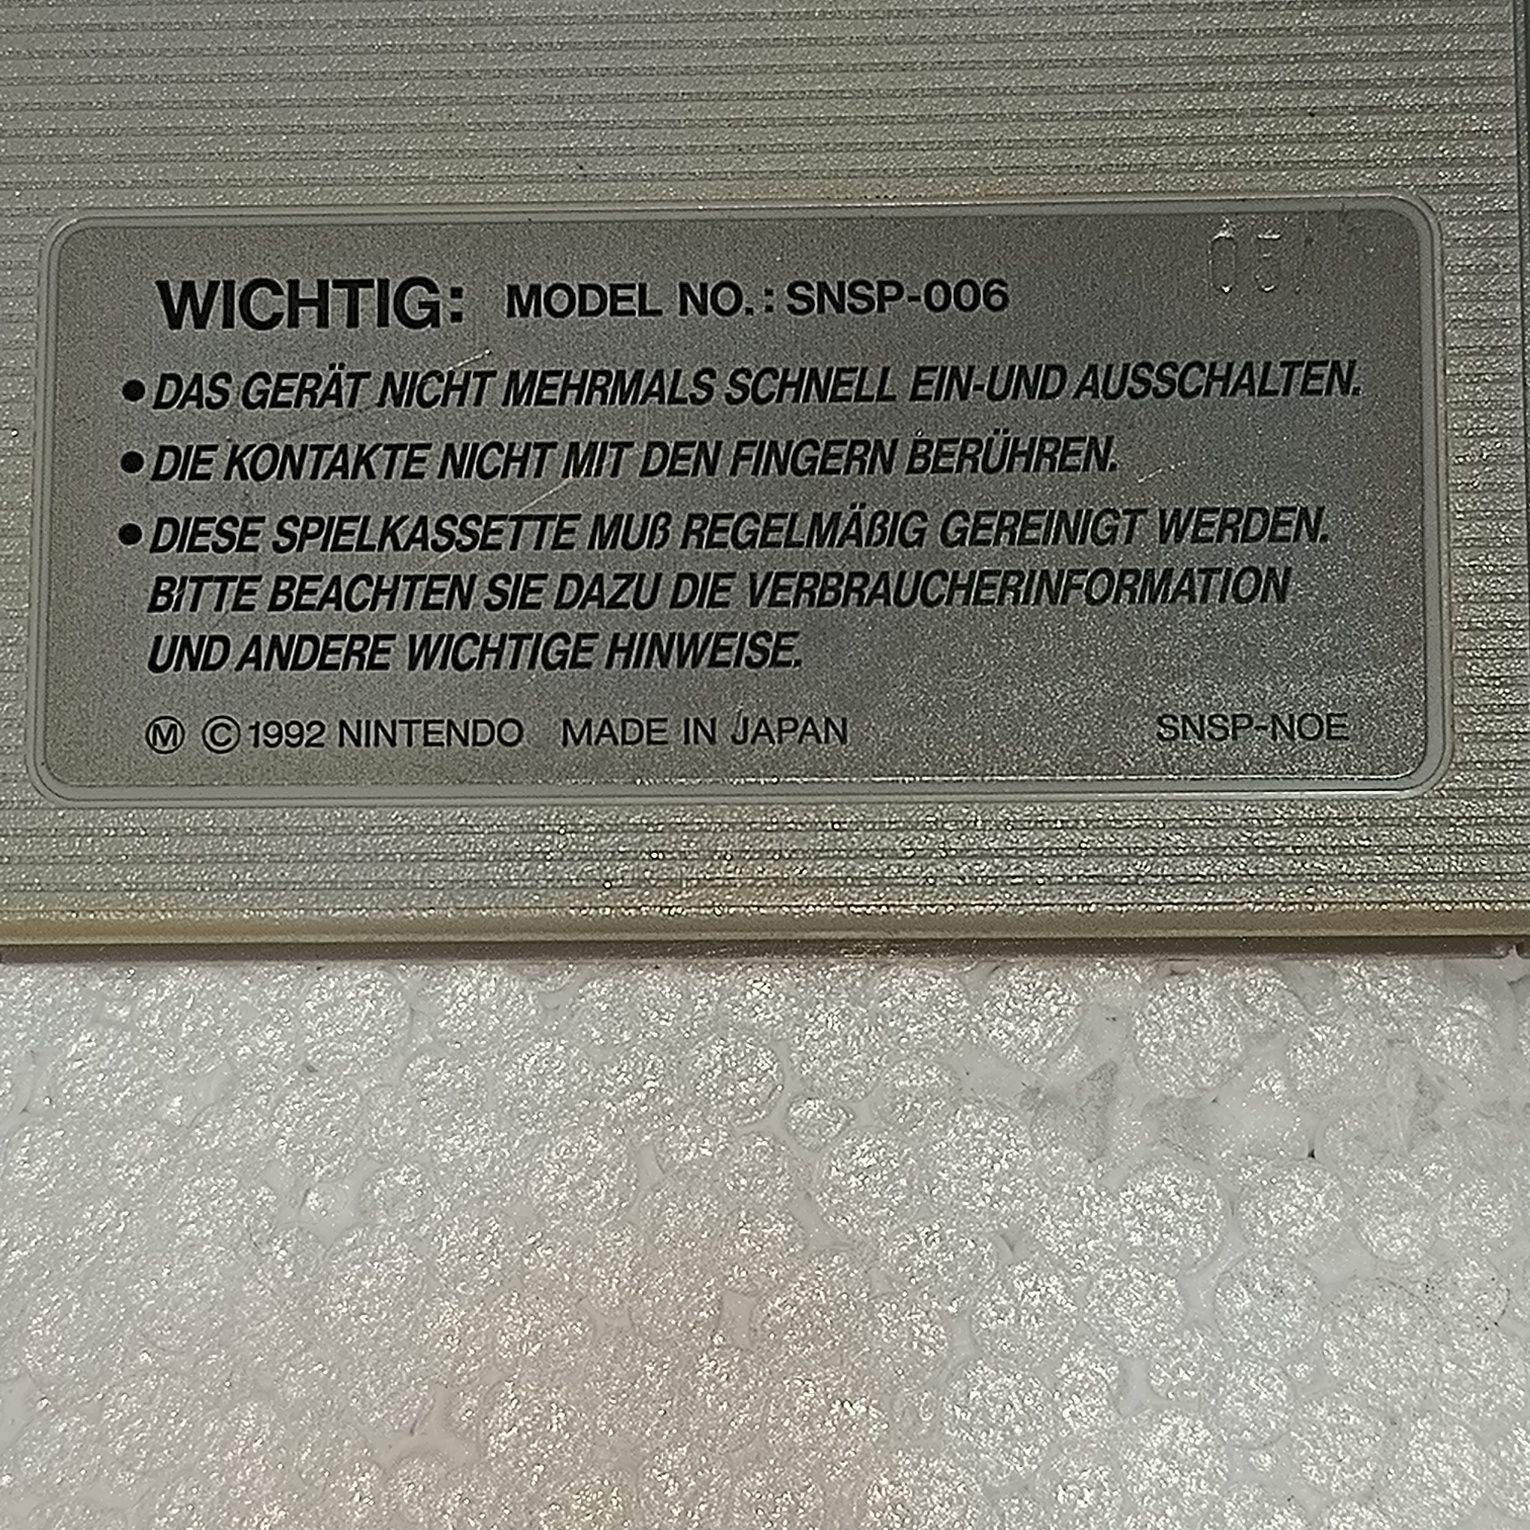 WICHTIG: MODEL NO.: SNSP-006
● DAS GERÄT NICHT MEHRMALS SCHNELL EIN-UND AUSSCHALTEN.
● DIE KONTAKTE NICHT MIT DEN FINGERN BERÜHREN.
● DIESE SPIELKASSETTE MUß REGELMÄßIG GEREINIGT WERDEN.
BITTE BEACHTEN SIE DAZU DIE VERBRAUCHERINFORMATION
UND ANDERE WICHTIGE HINWEISE.
Ⓜ ©1992 NINTENDO MADE IN JAPAN SNSP-NOE